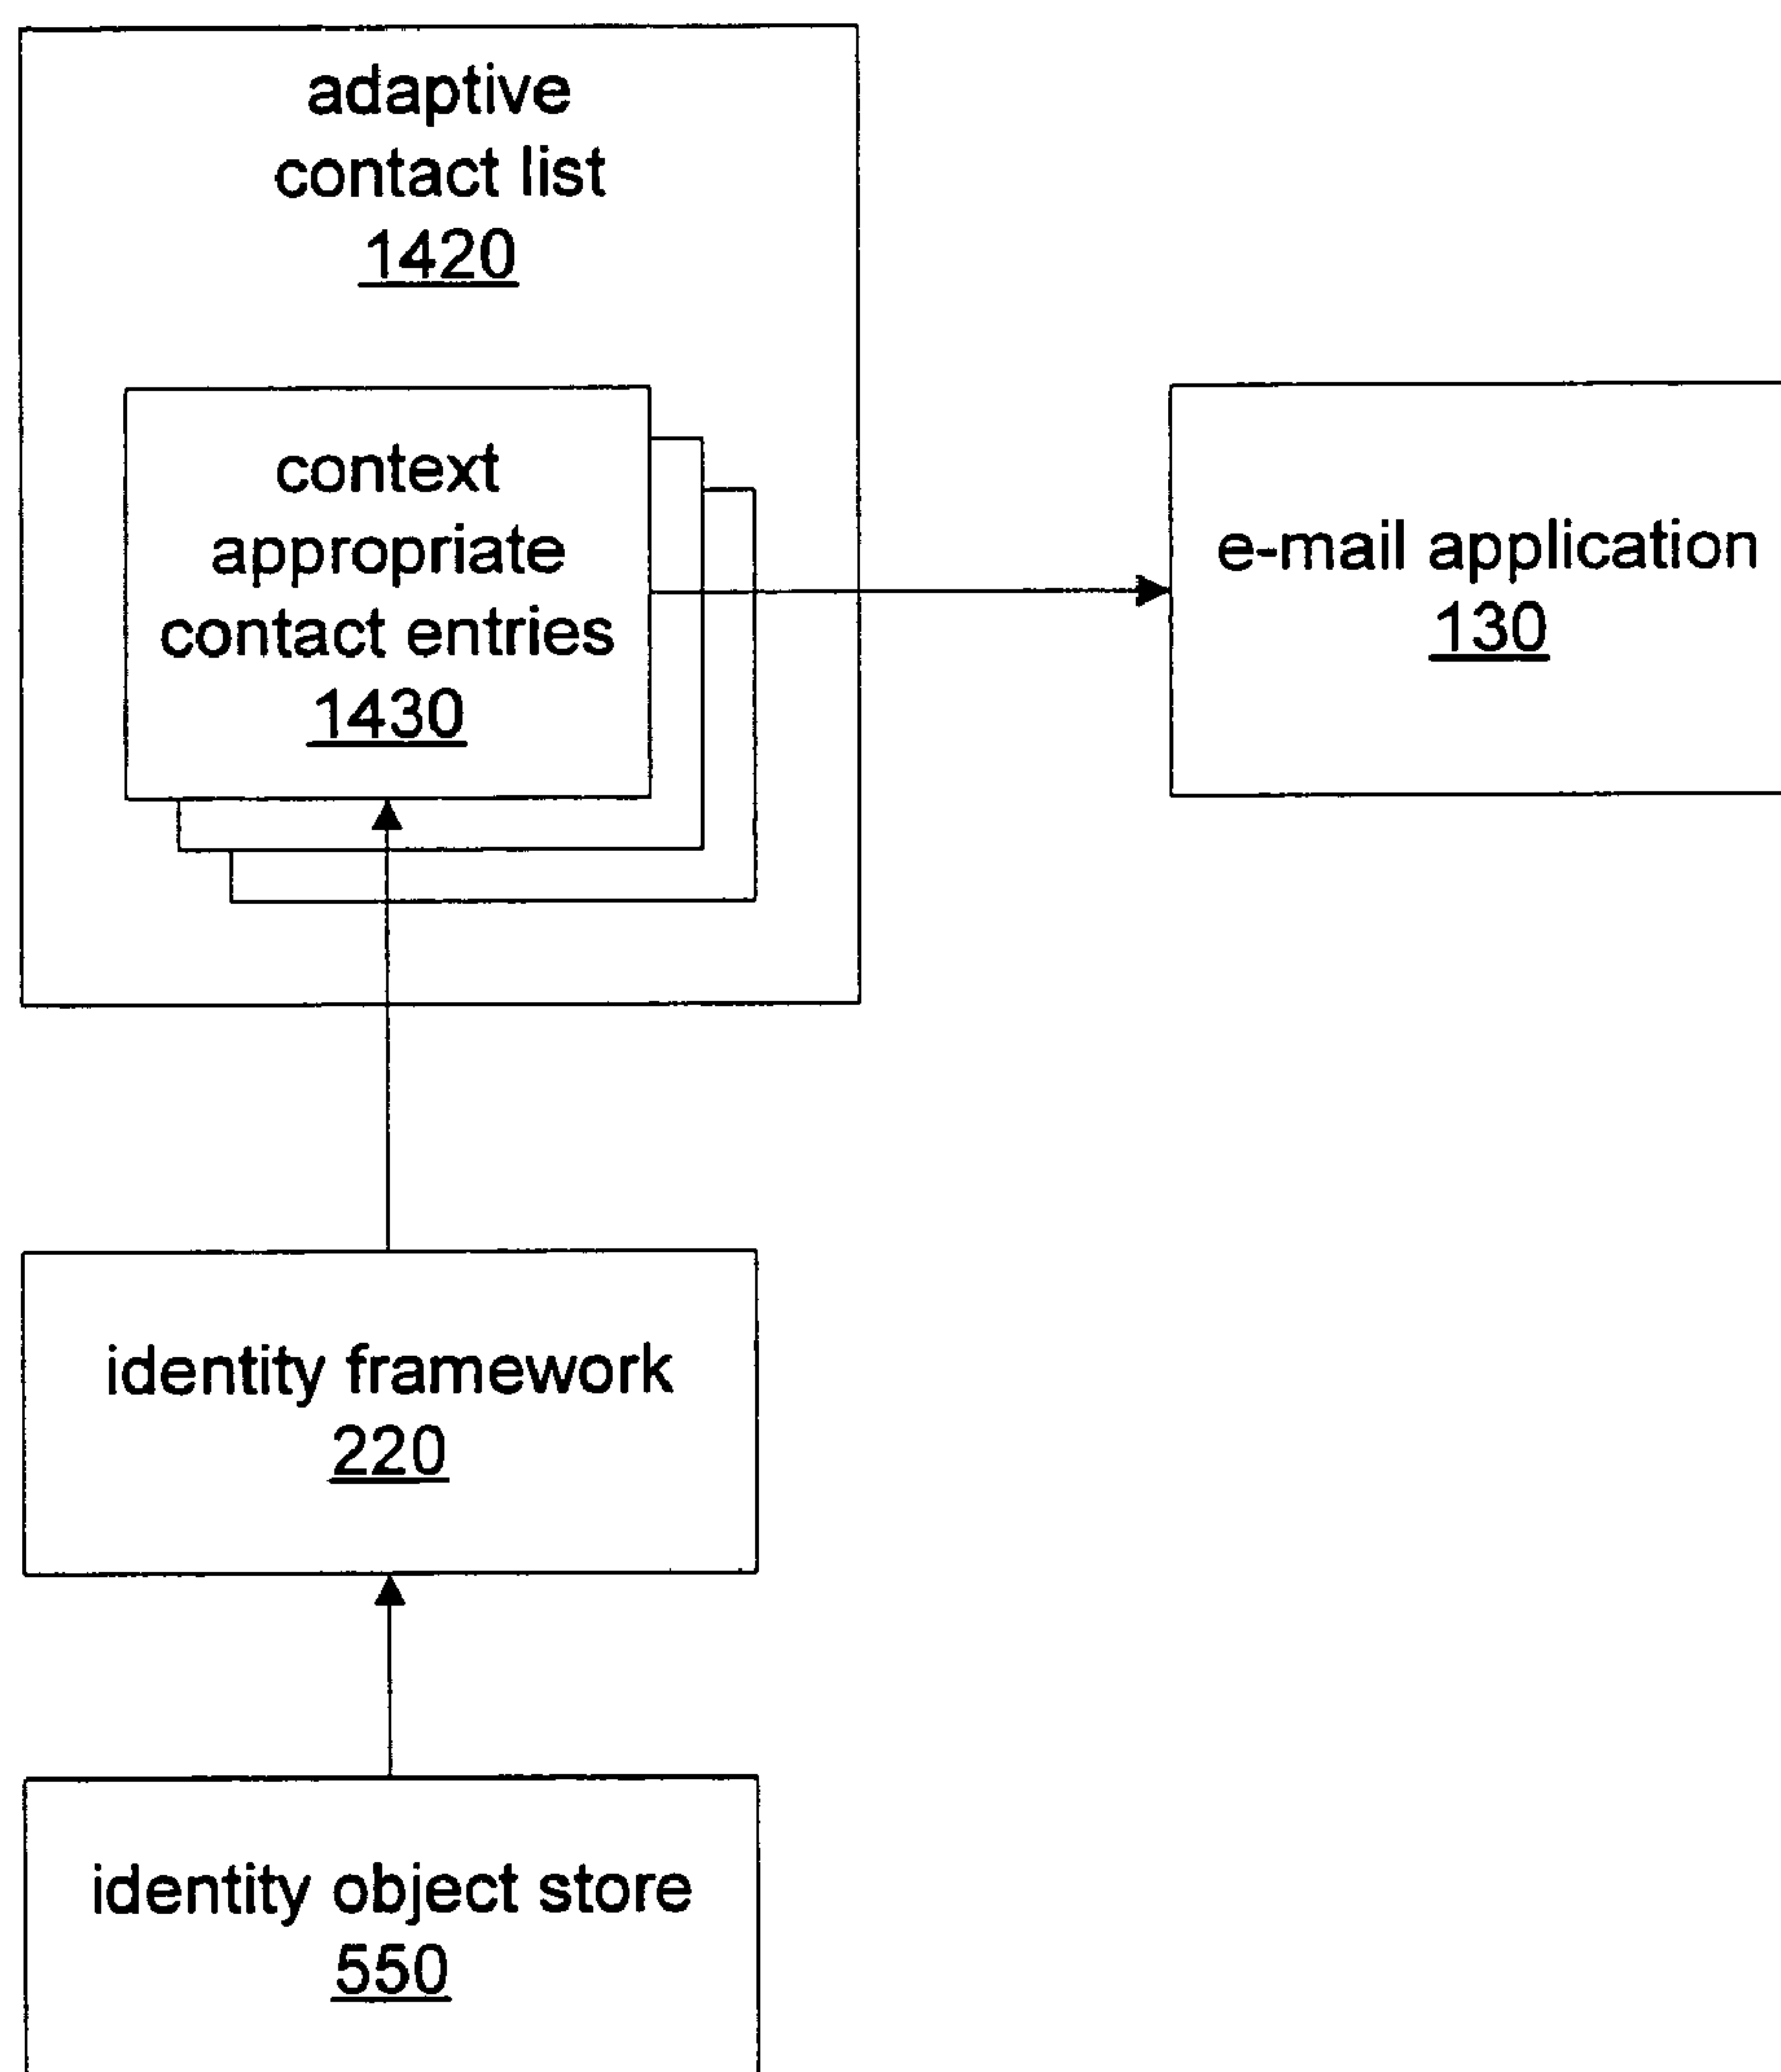 adaptive
contact list
1420
context
appropriate
contact entries
1430
e-mail application
130
identity framework
220
identity object store
550